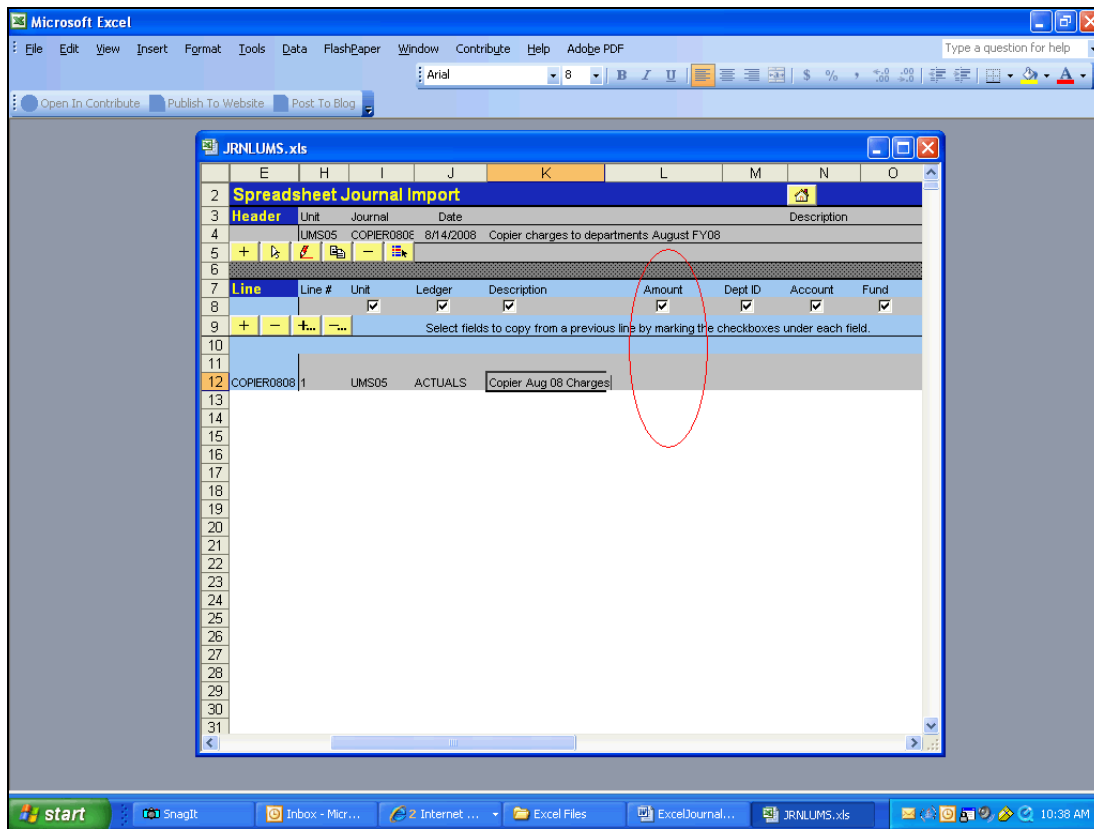 Microsoft Excel
File Edit View Insert Format Tools Data FlashPaper Window Contribute Help Adobe PDF Type a question for help
Arial 8 B I U $ % ,
Open In Contribute Publish To Website Post To Blog
JRNLUMS.xls
E H I J K L M N O
2 Spreadsheet Journal Import
3 Header Unit Journal Date Description
4 UMS05 COPIER0808 8/14/2008 Copier charges to departments August FY08
5
6
7 Line Line # Unit Ledger Description Amount Dept ID Account Fund
8
9 Select fields to copy from a previous line by marking the checkboxes under each field.
10
11
12 COPIER0808 1 UMS05 ACTUALS Copier Aug 08 Charges
13
14
15
16
17
18
19
20
21
22
23
24
25
26
27
28
29
30
31
start SnagIt Inbox - Micr... 2 Internet ... Excel Files ExcelJournal... JRNLUMS.xls 10:38 AM